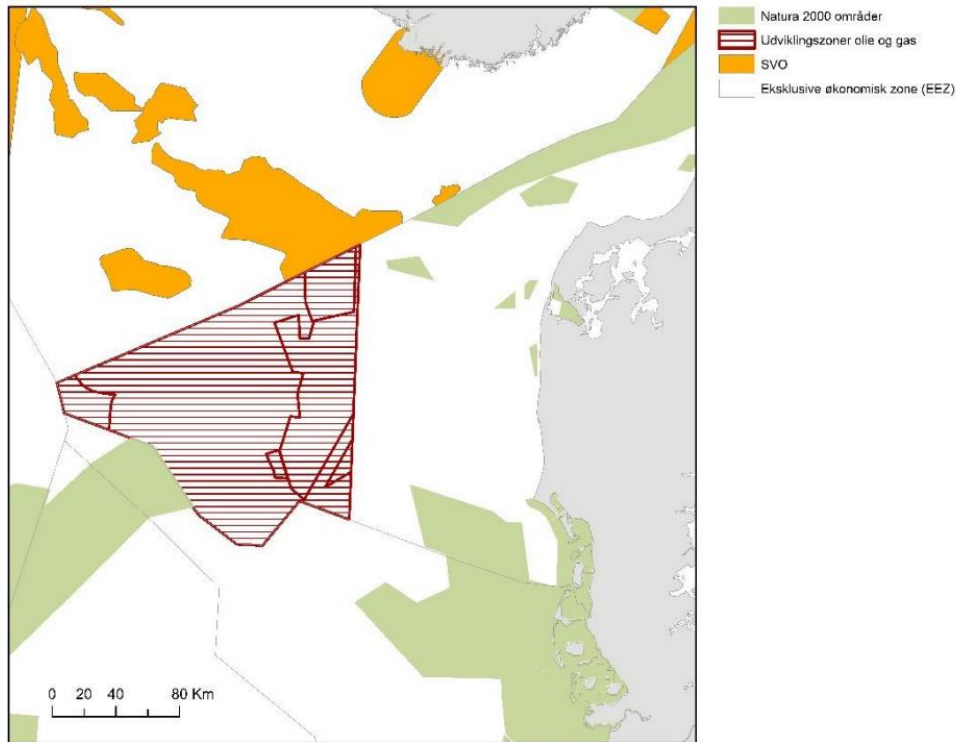 Natura 2000 områder
Udviklingszoner olie og gas
SVO
Eksklusive økonomisk zone (EEZ)
0 20 40 80 Km